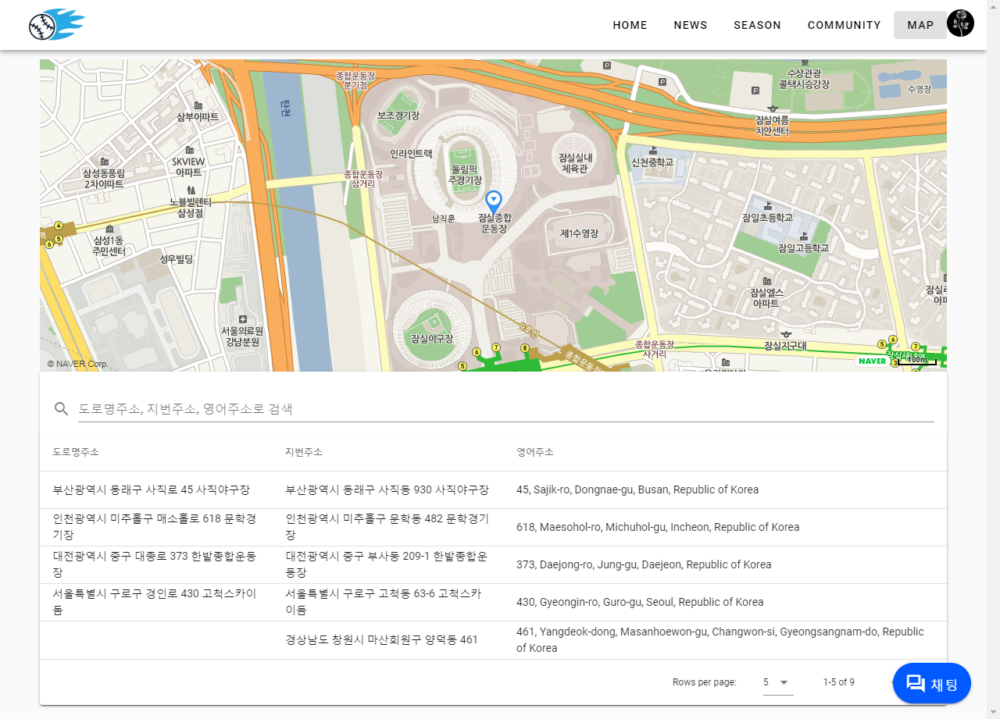 HOME NEWS SEASON COMMUNITY MAP
종합운동장
분기점
탄천
삼부아파트
보조경기장
수상관광
콜택시승강장
수영장
잠실여름
치안센터
SKVIEW
아파트
인라인트랙
잠실실내
체육관
신천중학교
삼성동풍림
2차아파트
종합운동장
삼거리
올림픽
주경기장
노블빌렌티
삼성점
남직문
잠실종합
운동장
잠일초등학교
제1수영장
잠일고등학교
삼성1동
주민센터
성우빌딩
4
5
6
잠실엘스
아파트
서울의료원
강남분원
잠실야구장
9호선
종합운동장
사거리
잠실지구대
5 6 7 8
종합운동장
5 6 7
잠실새내역
3
© NAVER Corp.
NAVER 100m
도로명주소, 지번주소, 영어주소로 검색
도로명주소 지번주소 영어주소
부산광역시 동래구 사직로 45 사직야구장 부산광역시 동래구 사직동 930 사직야구장 45, Sajik-ro, Dongnae-gu, Busan, Republic of Korea
인천광역시 미추홀구 매소홀로 618 문학경
기장
인천광역시 미추홀구 문학동 482 문학경기
장
618, Maesohol-ro, Michuhol-gu, Incheon, Republic of Korea
대전광역시 중구 대종로 373 한밭종합운동
장
대전광역시 중구 부사동 209-1 한밭종합운
동장
373, Daejong-ro, Jung-gu, Daejeon, Republic of Korea
서울특별시 구로구 경인로 430 고척스카이
돔
서울특별시 구로구 고척동 63-6 고척스카
이돔
430, Gyeongin-ro, Guro-gu, Seoul, Republic of Korea
경상남도 창원시 마산회원구 양덕동 461
461, Yangdeok-dong, Masanhoewon-gu, Changwon-si, Gyeongsangnam-do, Republic
of Korea
Rows per page: 5 1-5 of 9
채팅